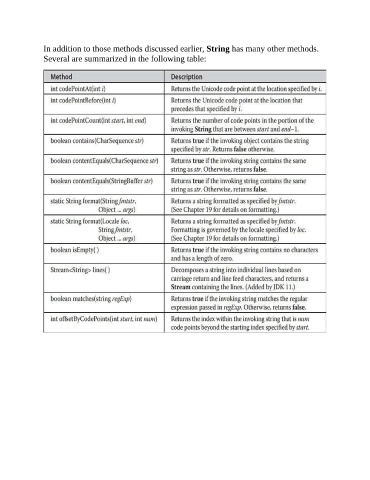 In addition to those methods discussed earlier, String has many other methods.
Several are summarized in the following table:
Method Description
int codePointAt(int i) Returns the Unicode code point at the location specified by i.
int codePointBefore(int i) Returns the Unicode code point at the location that
precedes that specified by i.
int codePointCount(int start, int end) Returns the number of code points in the portion of the
invoking String that are between start and end–1.
boolean contains(CharSequence str) Returns true if the invoking object contains the string
specified by str. Returns false otherwise.
boolean contentEquals(CharSequence str) Returns true if the invoking string contains the same
string as str. Otherwise, returns false.
boolean contentEquals(StringBuffer str) Returns true if the invoking string contains the same
string as str. Otherwise, returns false.
static String format(String fmtstr, Returns a string formatted as specified by fmtstr.
Object ... args) (See Chapter 19 for details on formatting.)
static String format(Locale loc, Returns a string formatted as specified by fmtstr.
String fmtstr, Formatting is governed by the locale specified by loc.
Object ... args) (See Chapter 19 for details on formatting.)
boolean isEmpty( ) Returns true if the invoking string contains no characters
and has a length of zero.
Stream<String> lines( ) Decomposes a string into individual lines based on
carriage return and line feed characters, and returns a
Stream containing the lines. (Added by JDK 11.)
boolean matches(string regExp) Returns true if the invoking string matches the regular
expression passed in regExp. Otherwise, returns false.
int offsetByCodePoints(int start, int num) Returns the index within the invoking string that is num
code points beyond the starting index specified by start.